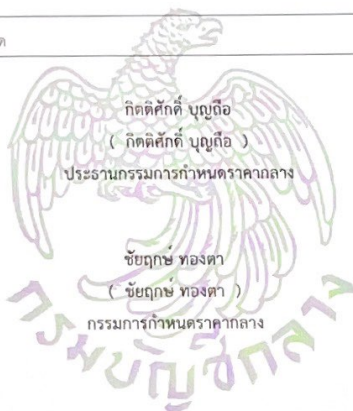 ด
กิตติศักดิ์ บุญถือ
( กิตติศักดิ์ บุญถือ )
ประธานกรรมการกำหนดราคากลาง
ชัยฤกษ์ ทองตา
( ชัยฤกษ์ ทองตา )
กรรมการกำหนดราคากลาง
กรมบัญชีกลาง